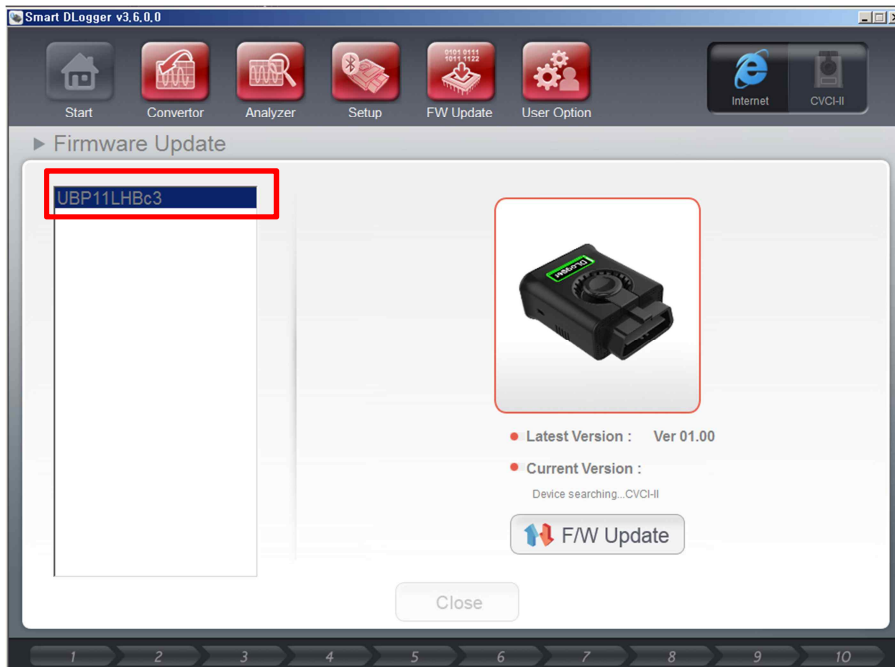 Smart DLogger v3,6,0,0
0101 0111
1011 1122
Start Convertor Analyzer Setup FW Update User Option Internet CVCI-II
Firmware Update
UBP11LHBc3
DLogger
Latest Version : Ver 01.00
Current Version :
Device searching...CVCI-II
F/W Update
Close
1 2 3 4 5 6 7 8 9 10